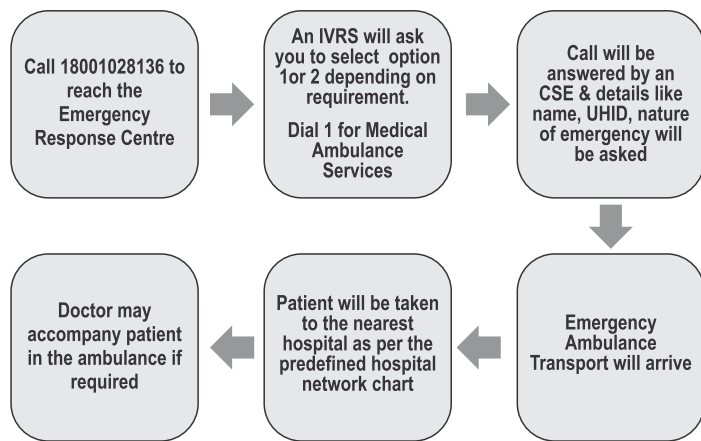 Call 18001028136 to
reach the
Emergency
Response Centre
An IVRS will ask
you to select option
1or 2 depending on
requirement.
Dial 1 for Medical
Ambulance
Services
Call will be
answered by an
CSE & details like
name, UHID, nature
of emergency will
be asked
Emergency
Ambulance
Transport will arrive
Patient will be taken
to the nearest
hospital as per the
predefined hospital
network chart
Doctor may
accompany patient
in the ambulance if
required